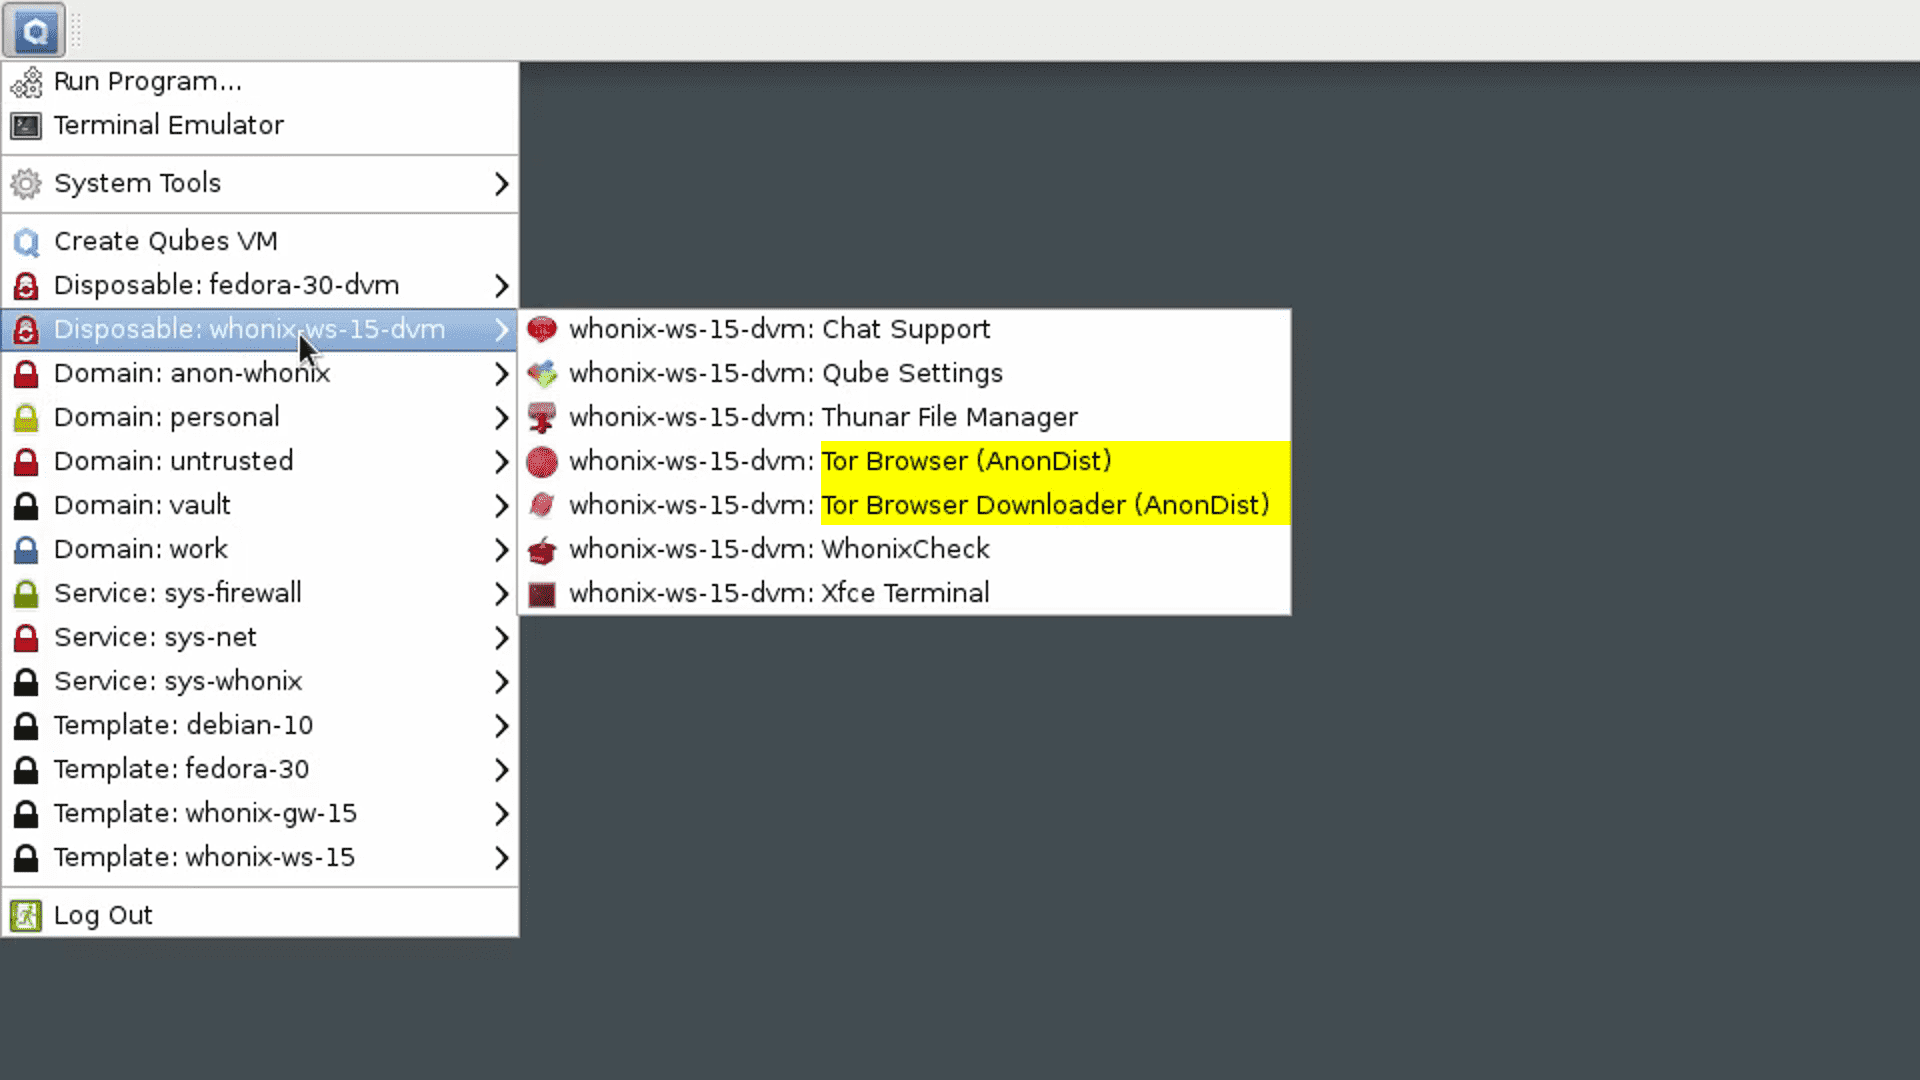 Run Program...
Terminal Emulator
System Tools
Create Qubes VM
Disposable: fedora-30-dvm
Disposable: whonix-ws-15-dvm
Domain: anon-whonix
Domain: personal
Domain: untrusted
Domain: vault
Domain: work
Service: sys-firewall
Service: sys-net
Service: sys-whonix
Template: debian-10
Template: fedora-30
Template: whonix-gw-15
Template: whonix-ws-15
Log Out
whonix-ws-15-dvm: Chat Support
whonix-ws-15-dvm: Qube Settings
whonix-ws-15-dvm: Thunar File Manager
whonix-ws-15-dvm: Tor Browser (AnonDist)
whonix-ws-15-dvm: Tor Browser Downloader (AnonDist)
whonix-ws-15-dvm: WhonixCheck
whonix-ws-15-dvm: Xfce Terminal